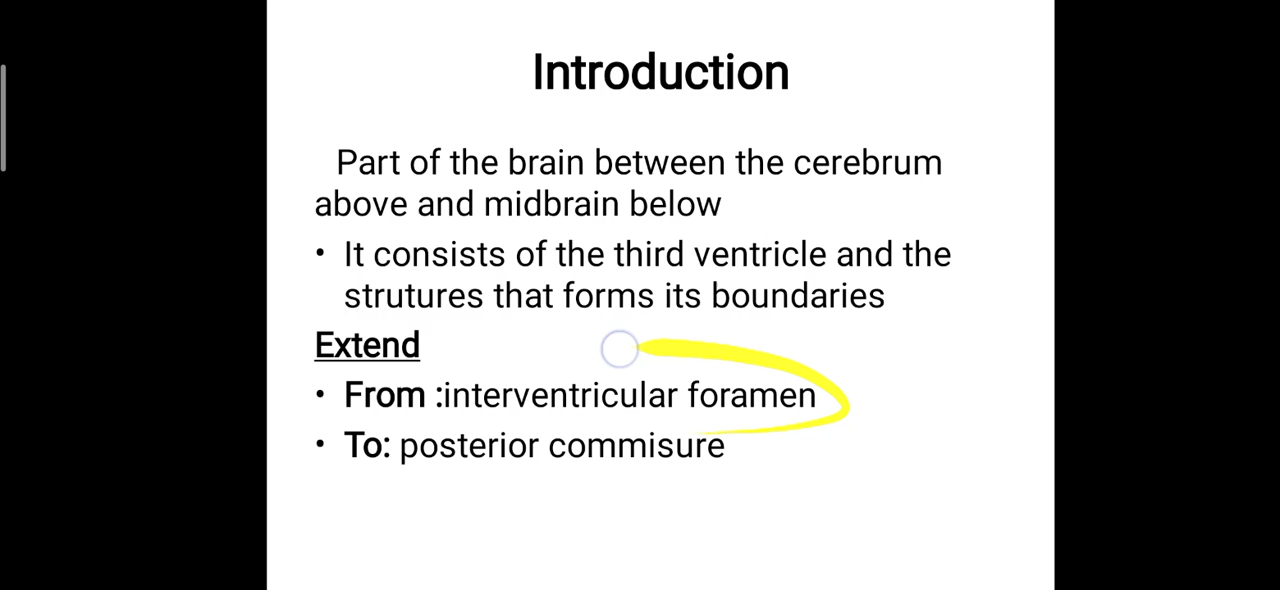 Introduction
Part of the brain between the cerebrum
above and midbrain below
• It consists of the third ventricle and the
strutures that forms its boundaries
Extend
• From :interventricular foramen
• To: posterior commisure